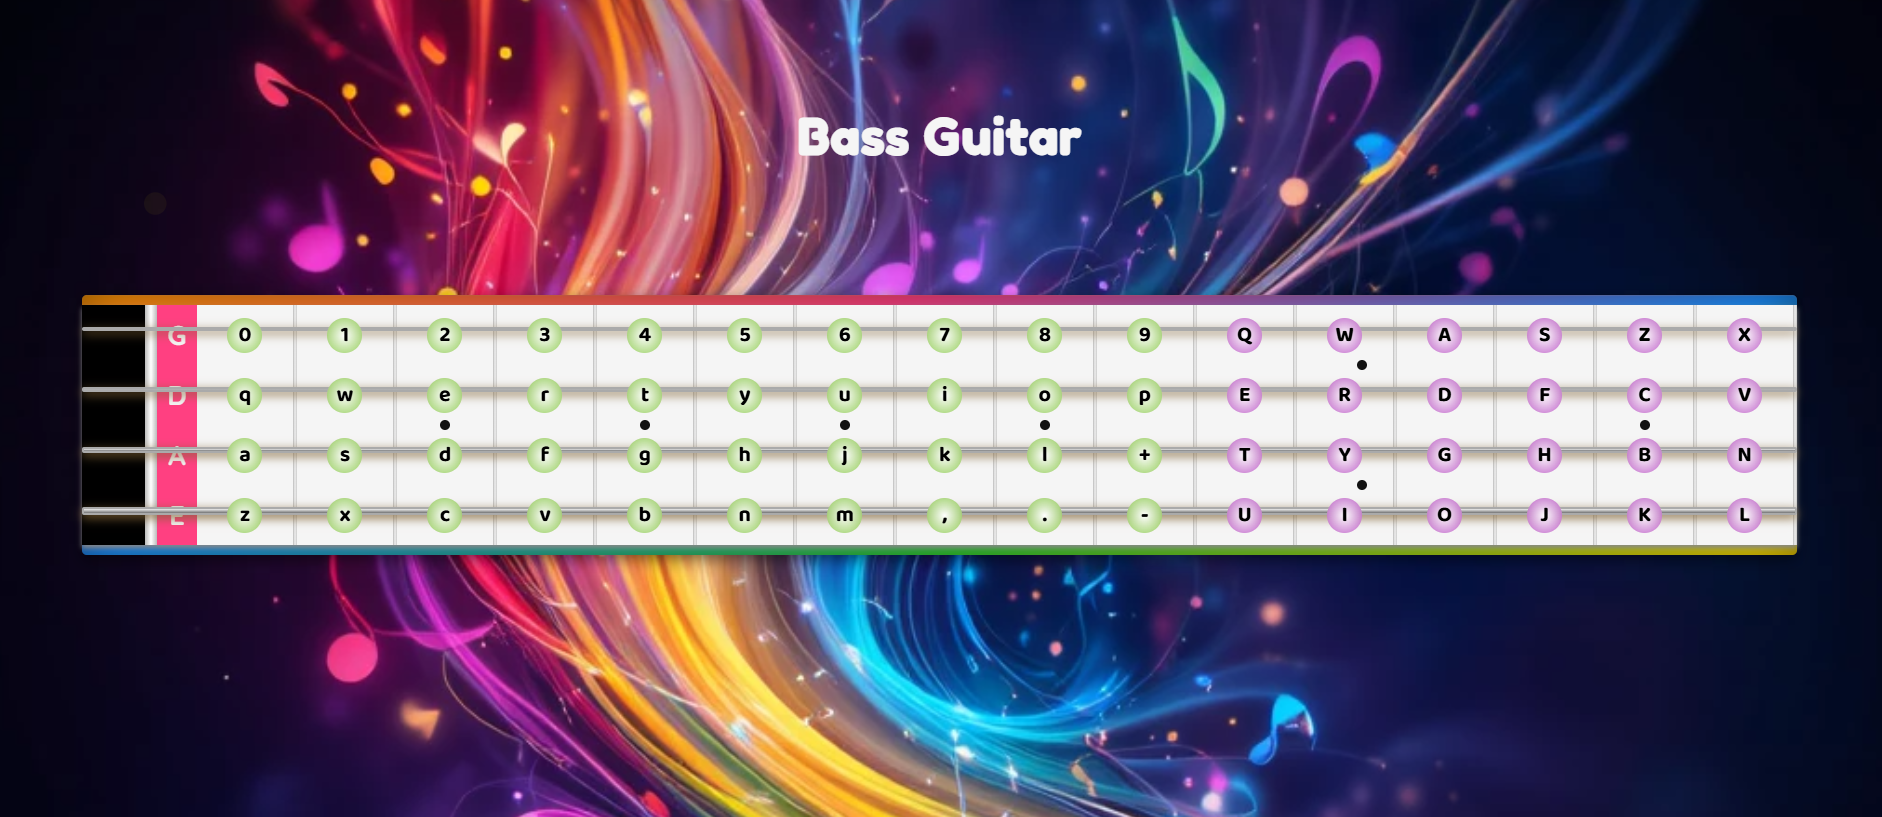 Bass Guitar
G 0 1 2 3 4 5 6 7 8 9 Q W A S Z X
D q w e r t y u i o p E R D F C V
A a s d f g h j k l + T Y G H B N
E z x c v b n m , . - U I O J K L